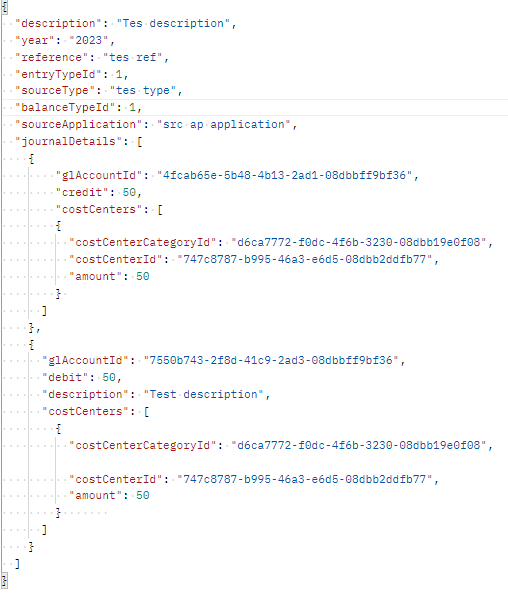 {
"description": "Tes description",
"year": "2023",
"reference": "tes ref",
"entryTypeId": 1,
"sourceType": "tes type",
"balanceTypeId": 1,
"sourceApplication": "src ap application",
"journalDetails": [
{
"glAccountId": "4fcab65e-5b48-4b13-2ad1-08dbbff9bf36",
"credit": 50,
"costCenters": [
{
"costCenterCategoryId": "d6ca7772-f0dc-4f6b-3230-08dbb19e0f08",
"costCenterId": "747c8787-b995-46a3-e6d5-08dbb2ddfb77",
"amount": 50
}
]
},
{
"glAccountId": "7550b743-2f8d-41c9-2ad3-08dbbff9bf36",
"debit": 50,
"description": "Test description",
"costCenters": [
{
"costCenterCategoryId": "d6ca7772-f0dc-4f6b-3230-08dbb19e0f08",
"costCenterId": "747c8787-b995-46a3-e6d5-08dbb2ddfb77",
"amount": 50
}
]
}
]
}